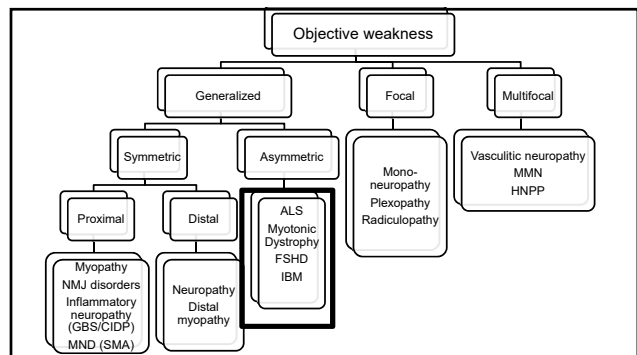 Objective weakness
Generalized
Focal
Multifocal
Symmetric
Asymmetric
Mono-
neuropathy
Plexopathy
Radiculopathy
Vasculitic neuropathy
MMN
HNPP
Proximal
Distal
ALS
Myotonic
Dystrophy
FSHD
IBM
Myopathy
NMJ disorders
Inflammatory
neuropathy
(GBS/CIDP)
MND (SMA)
Neuropathy
Distal
myopathy